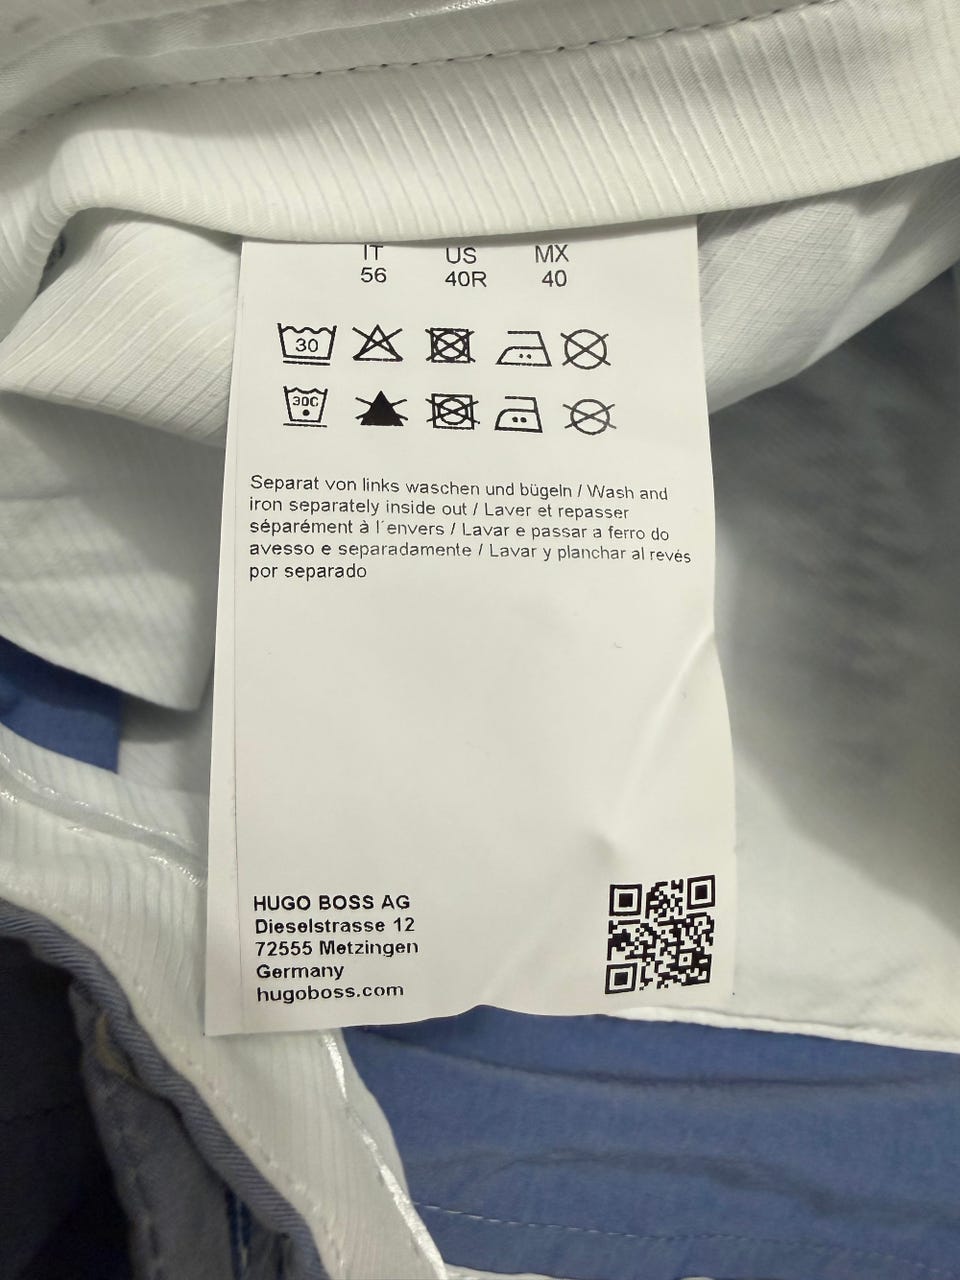 IT US MX
56 40R 40
30
30C
Separat von links waschen und bügeln / Wash and
iron separately inside out / Laver et repasser
séparément à l´envers / Lavar e passar a ferro do
avesso e separadamente / Lavar y planchar al revés
por separado
HUGO BOSS AG
Dieselstrasse 12
72555 Metzingen
Germany
hugoboss.com